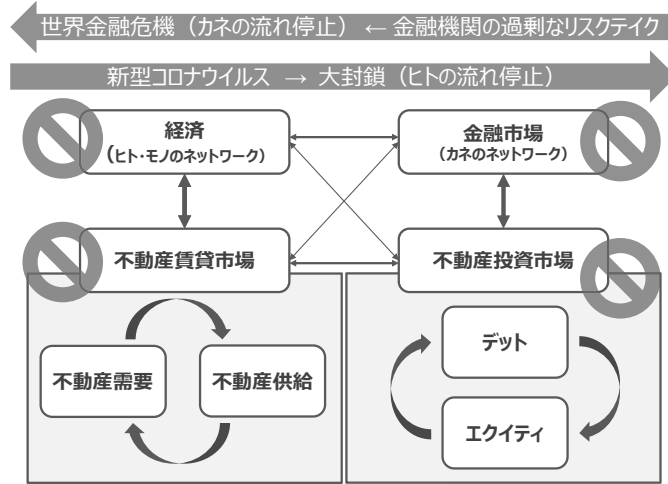 世界金融危機（カネの流れ停止） ← 金融機関の過剰なリスクテイク
新型コロナウイルス → 大封鎖（ヒトの流れ停止）
経済
（ヒト・モノのネットワーク）
金融市場
（カネのネットワーク）
不動産賃貸市場
不動産投資市場
不動産需要
不動産供給
デット
エクイティ